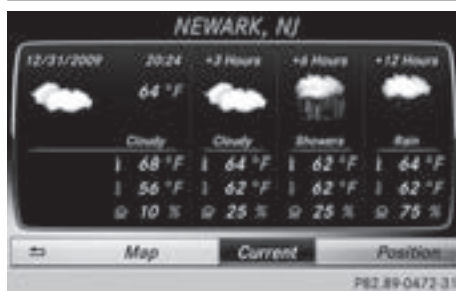 NEWARK, NJ
12/31/2009 20:24 +3 Hours +6 Hours +12 Hours
64 °F
Cloudy Cloudy Showers Rain
68 °F 64 °F 62 °F 64 °F
56 °F 62 °F 62 °F 62 °F
10 % 25 % 25 % 75 %
Map Current Position
P82.89-0472-31